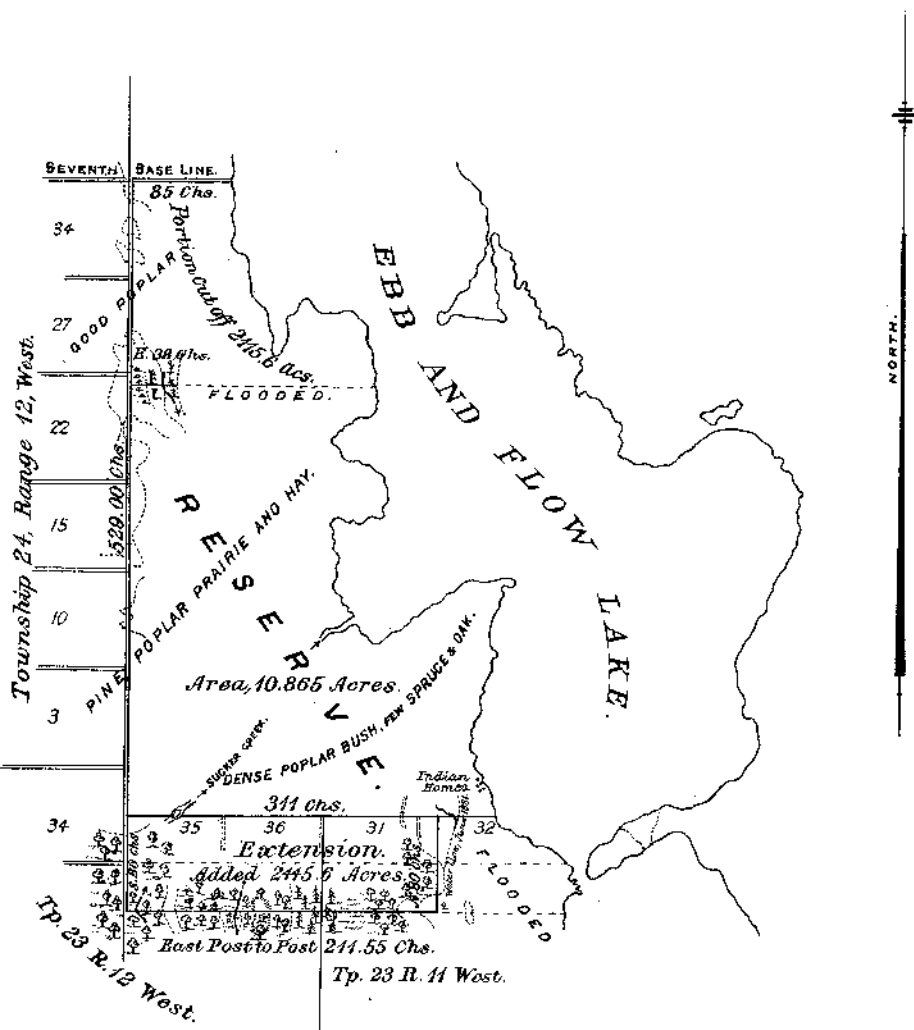 SEVENTH BASE LINE.
85 Chs.
34
27
22
15
10
3
34
Township 24, Range 12, West.
529.00 Chs.
GOOD POPLAR
Portion cut off 2445.6 acs.
E. 38 Chs.
FLOODED.
EBB AND FLOW LAKE.
NORTH.
RESERVE.
PINE POPLAR PRAIRIE AND HAY.
Area, 10.865 Acres.
DENSE POPLAR BUSH, FEW SPRUCE & OAK.
SUCKER CREEK.
Indian
Homes
311 Chs.
35 36 31 32
Extension.
Added 2445.6 Acres.
80 Chs.
FLOODED
East Post to Post 211.55 Chs.
Tp. 23 R. 12 West.
Tp. 23 R. 11 West.